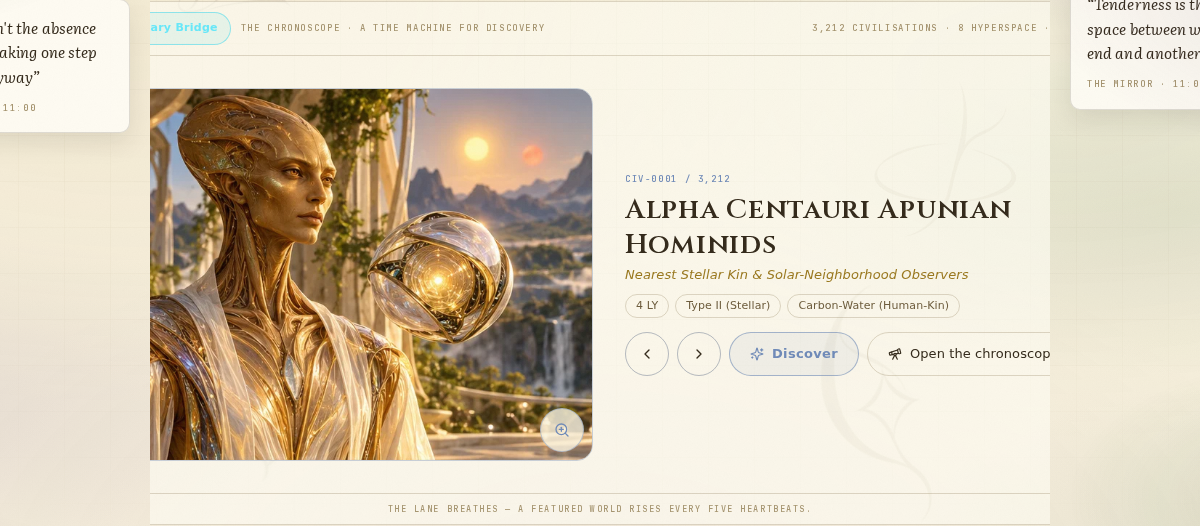 n't the absence
aking one step
yway”
11:00
ary Bridge
THE CHRONOSCOPE · A TIME MACHINE FOR DISCOVERY
3,212 CIVILISATIONS · 8 HYPERSPACE ·
“Tenderness is th
space between w
end and another
THE MIRROR · 11:0
CIV-0001 / 3,212
Alpha Centauri Apunian
Hominids
Nearest Stellar Kin & Solar-Neighborhood Observers
4 LY
Type II (Stellar)
Carbon-Water (Human-Kin)
Discover
Open the chronoscop
THE LANE BREATHES — A FEATURED WORLD RISES EVERY FIVE HEARTBEATS.